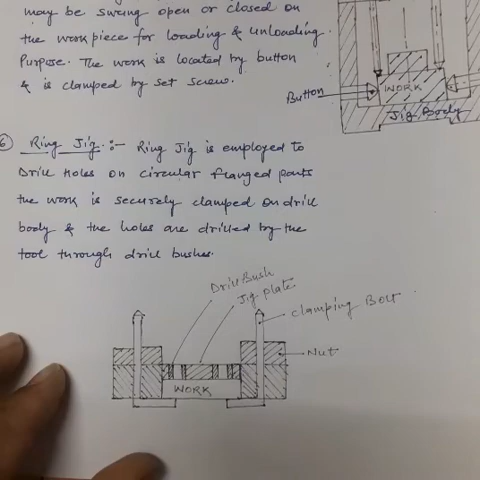 may be swung open or closed on
the work piece for loading & unloading
Purpose. The work is located by button
& is clamped by set screw.
Button
WORK
Jig Body
6 Ring Jig :- Ring Jig is employed to
Drill Holes on circular flanged parts
the work is securely clamped on drill
body & the holes are drilled by the
tool through drill bushes.
Drill Bush
Jig plate
clamping Bolt
Nut
WORK